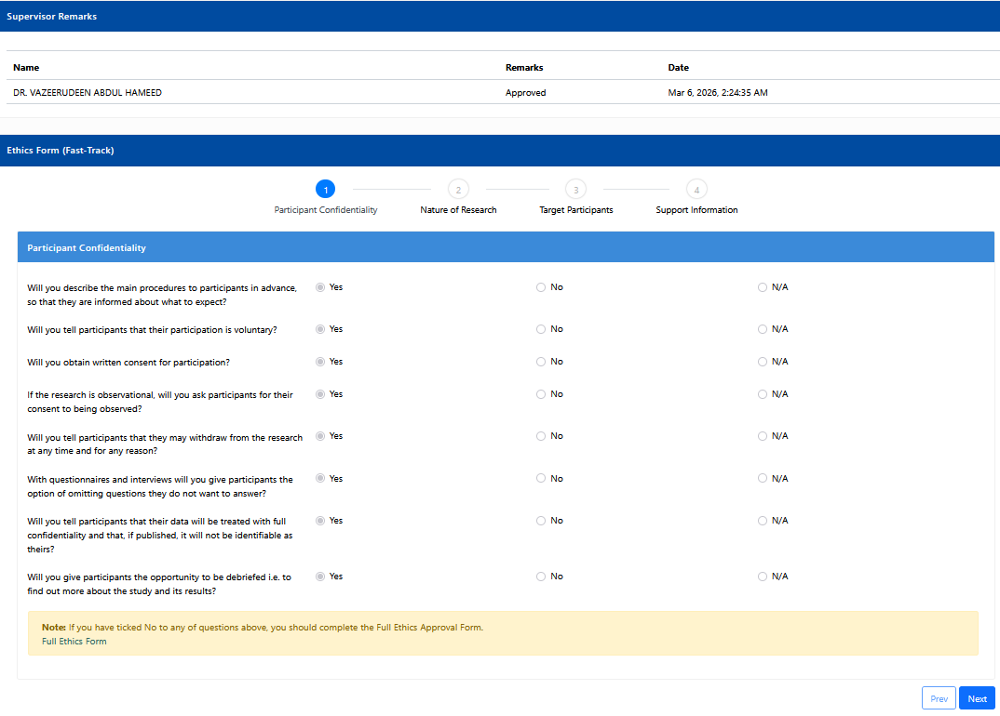 Supervisor Remarks
Name Remarks Date
DR. VAZEERUDEEN ABDUL HAMEED Approved Mar 6, 2026, 2:24:35 AM
Ethics Form (Fast-Track)
1 2 3 4
Participant Confidentiality Nature of Research Target Participants Support Information
Participant Confidentiality
Will you describe the main procedures to participants in advance, Yes No N/A
so that they are informed about what to expect?
Will you tell participants that their participation is voluntary? Yes No N/A
Will you obtain written consent for participation? Yes No N/A
If the research is observational, will you ask participants for their Yes No N/A
consent to being observed?
Will you tell participants that they may withdraw from the research Yes No N/A
at any time and for any reason?
With questionnaires and interviews will you give participants the Yes No N/A
option of omitting questions they do not want to answer?
Will you tell participants that their data will be treated with full Yes No N/A
confidentiality and that, if published, it will not be identifiable as
theirs?
Will you give participants the opportunity to be debriefed i.e. to Yes No N/A
find out more about the study and its results?
Note: If you have ticked No to any of questions above, you should complete the Full Ethics Approval Form.
Full Ethics Form
Prev Next